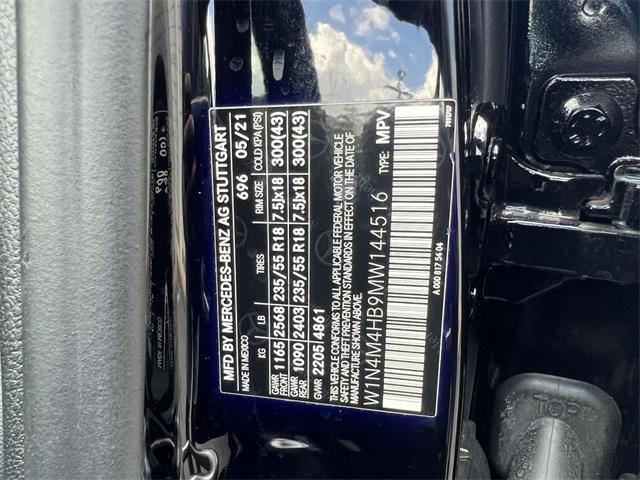 MFD BY MERCEDES-BENZ AG STUTTGART
MADE IN MEXICO 696 05/21
KG LB TIRES RIM SIZE COLD KPA(PSI)
GAWR FRONT 1165 2568 235/55 R18 7.5Jx18 300(43)
GAWR REAR 1090 2403 235/55 R18 7.5Jx18 300(43)
GVWR 2205 4861
THIS VEHICLE CONFORMS TO ALL APPLICABLE FEDERAL MOTOR VEHICLE
SAFETY AND THEFT PREVENTION STANDARDS IN EFFECT ON THE DATE OF
MANUFACTURE SHOWN ABOVE.
W1N4M4HB9MW144516 TYPE: MPV
A 000 817 54 04
TOP